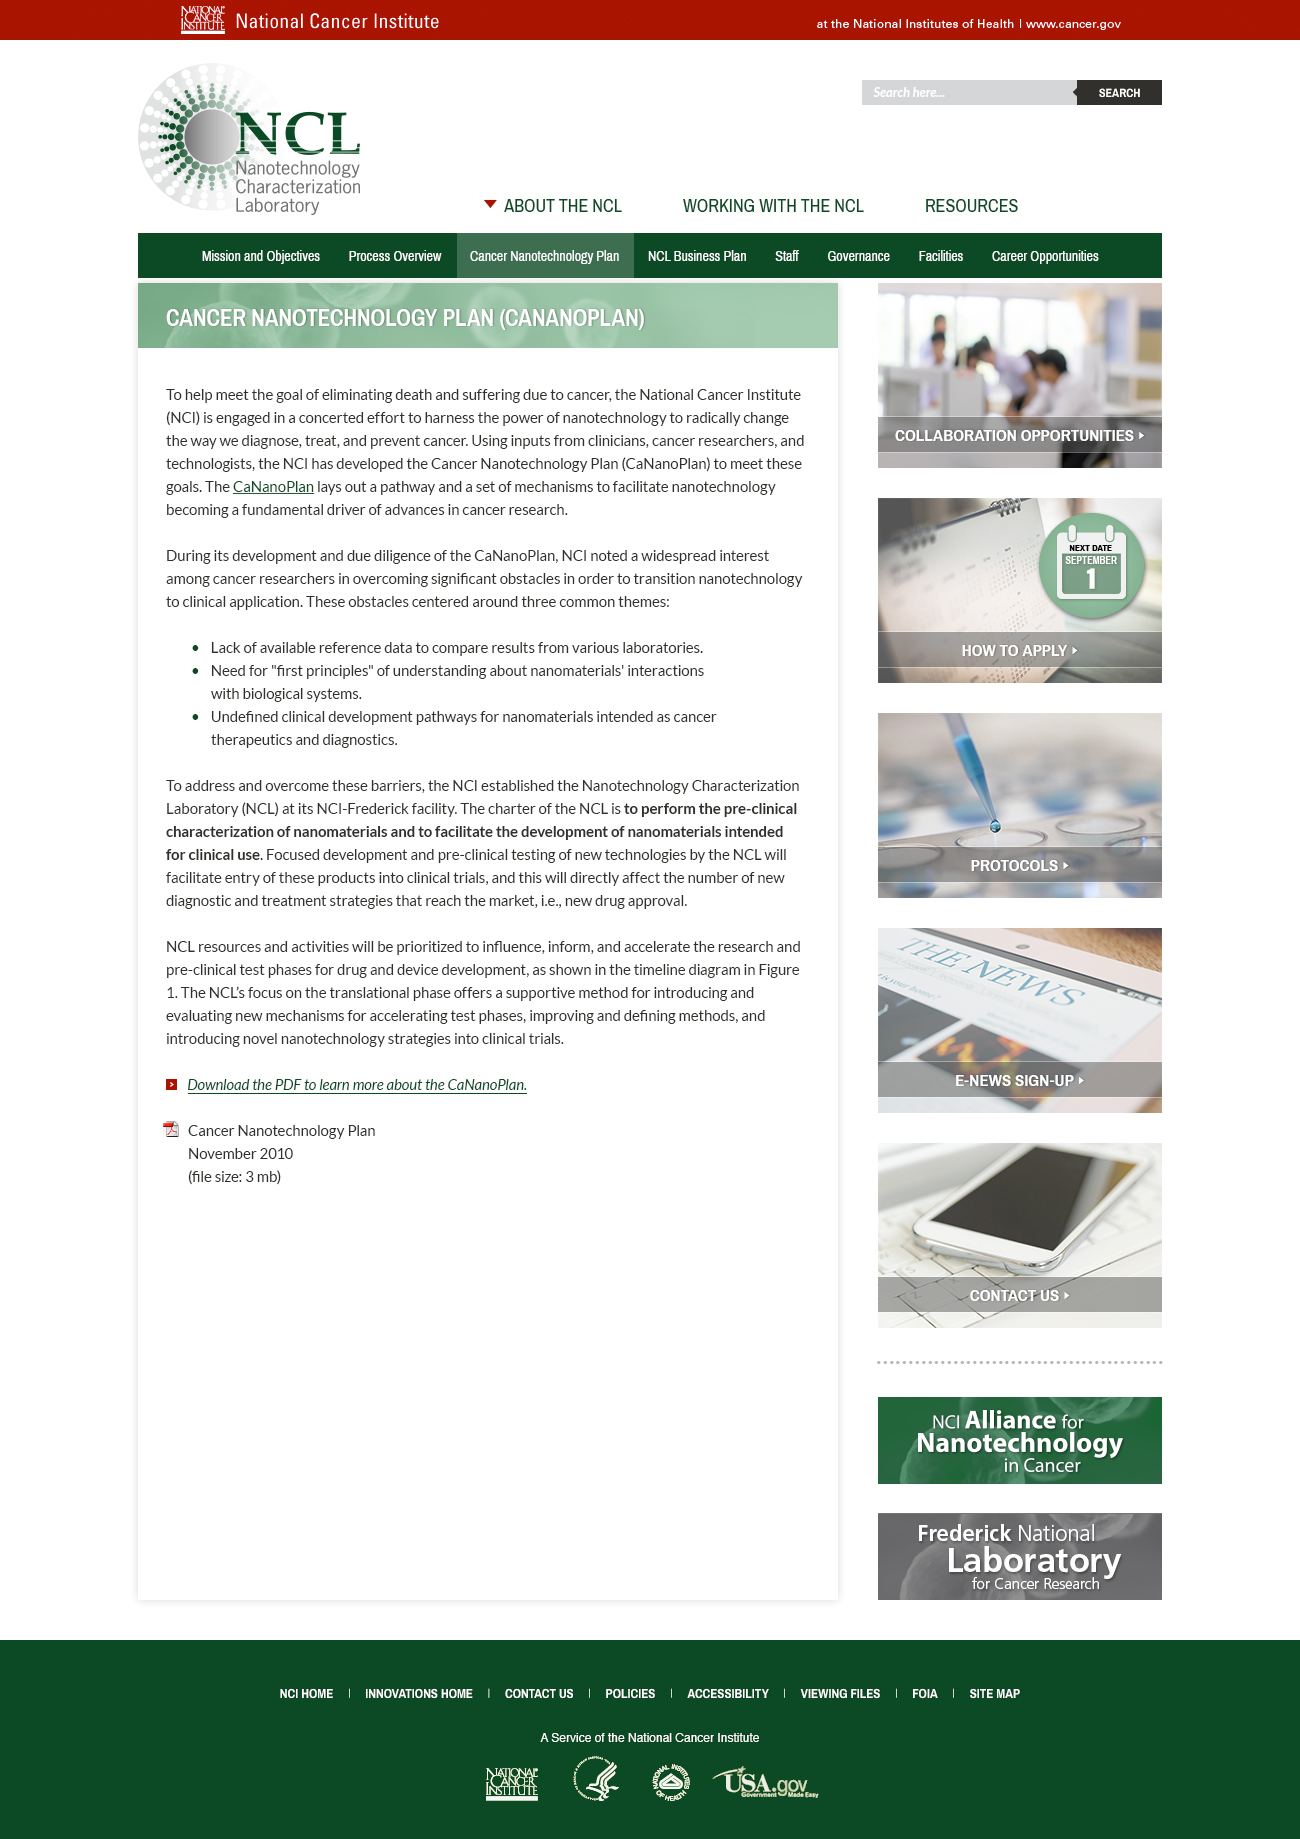 NATIONAL
CANCER
INSTITUTE
National Cancer Institute
at the National Institutes of Health | www.cancer.gov
Search here...
SEARCH
NCL
Nanotechnology
Characterization
Laboratory
ABOUT THE NCL
WORKING WITH THE NCL
RESOURCES
Mission and Objectives
Process Overview
Cancer Nanotechnology Plan
NCL Business Plan
Staff
Governance
Facilities
Career Opportunities
CANCER NANOTECHNOLOGY PLAN (CANANOPLAN)
To help meet the goal of eliminating death and suffering due to cancer, the National Cancer Institute
(NCI) is engaged in a concerted effort to harness the power of nanotechnology to radically change
the way we diagnose, treat, and prevent cancer. Using inputs from clinicians, cancer researchers, and
technologists, the NCI has developed the Cancer Nanotechnology Plan (CaNanoPlan) to meet these
goals. The CaNanoPlan lays out a pathway and a set of mechanisms to facilitate nanotechnology
becoming a fundamental driver of advances in cancer research.
During its development and due diligence of the CaNanoPlan, NCI noted a widespread interest
among cancer researchers in overcoming significant obstacles in order to transition nanotechnology
to clinical application. These obstacles centered around three common themes:
• Lack of available reference data to compare results from various laboratories.
• Need for "first principles" of understanding about nanomaterials' interactions
with biological systems.
• Undefined clinical development pathways for nanomaterials intended as cancer
therapeutics and diagnostics.
To address and overcome these barriers, the NCI established the Nanotechnology Characterization
Laboratory (NCL) at its NCI-Frederick facility. The charter of the NCL is to perform the pre-clinical
characterization of nanomaterials and to facilitate the development of nanomaterials intended
for clinical use. Focused development and pre-clinical testing of new technologies by the NCL will
facilitate entry of these products into clinical trials, and this will directly affect the number of new
diagnostic and treatment strategies that reach the market, i.e., new drug approval.
NCL resources and activities will be prioritized to influence, inform, and accelerate the research and
pre-clinical test phases for drug and device development, as shown in the timeline diagram in Figure
1. The NCL's focus on the translational phase offers a supportive method for introducing and
evaluating new mechanisms for accelerating test phases, improving and defining methods, and
introducing novel nanotechnology strategies into clinical trials.
Download the PDF to learn more about the CaNanoPlan.
Cancer Nanotechnology Plan
November 2010
(file size: 3 mb)
COLLABORATION OPPORTUNITIES
NEXT DATE
SEPTEMBER
1
HOW TO APPLY
PROTOCOLS
THE NEWS
E-NEWS SIGN-UP
CONTACT US
NCI Alliance for
Nanotechnology
in Cancer
Frederick National
Laboratory
for Cancer Research
NCI HOME | INNOVATIONS HOME | CONTACT US | POLICIES | ACCESSIBILITY | VIEWING FILES | FOIA | SITE MAP
A Service of the National Cancer Institute
NATIONAL
CANCER
INSTITUTE
NATIONAL INSTITUTES
OF HEALTH
USA.gov
Government Made Easy